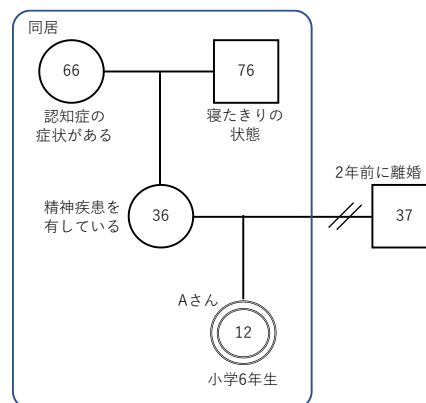 同居
66
76
認知症の
症状がある
寝たきりの
状態
2年前に離婚
精神疾患を
有している
36
37
Aさん
12
小学6年生